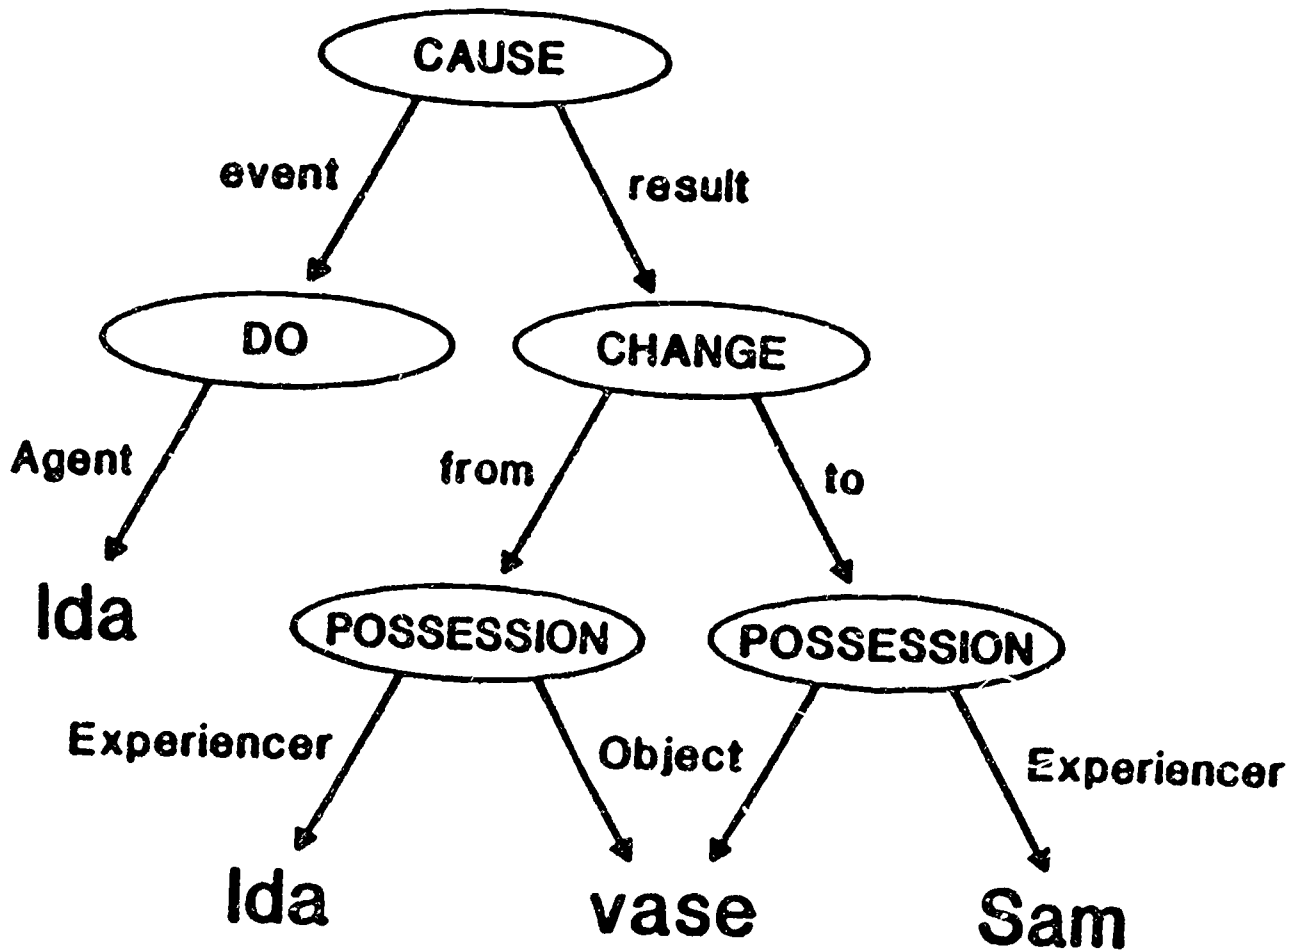 CAUSE
event
result
DO
CHANGE
Agent
from
to
Ida
POSSESSION
POSSESSION
Experiencer
Object
Experiencer
Ida
vase
Sam